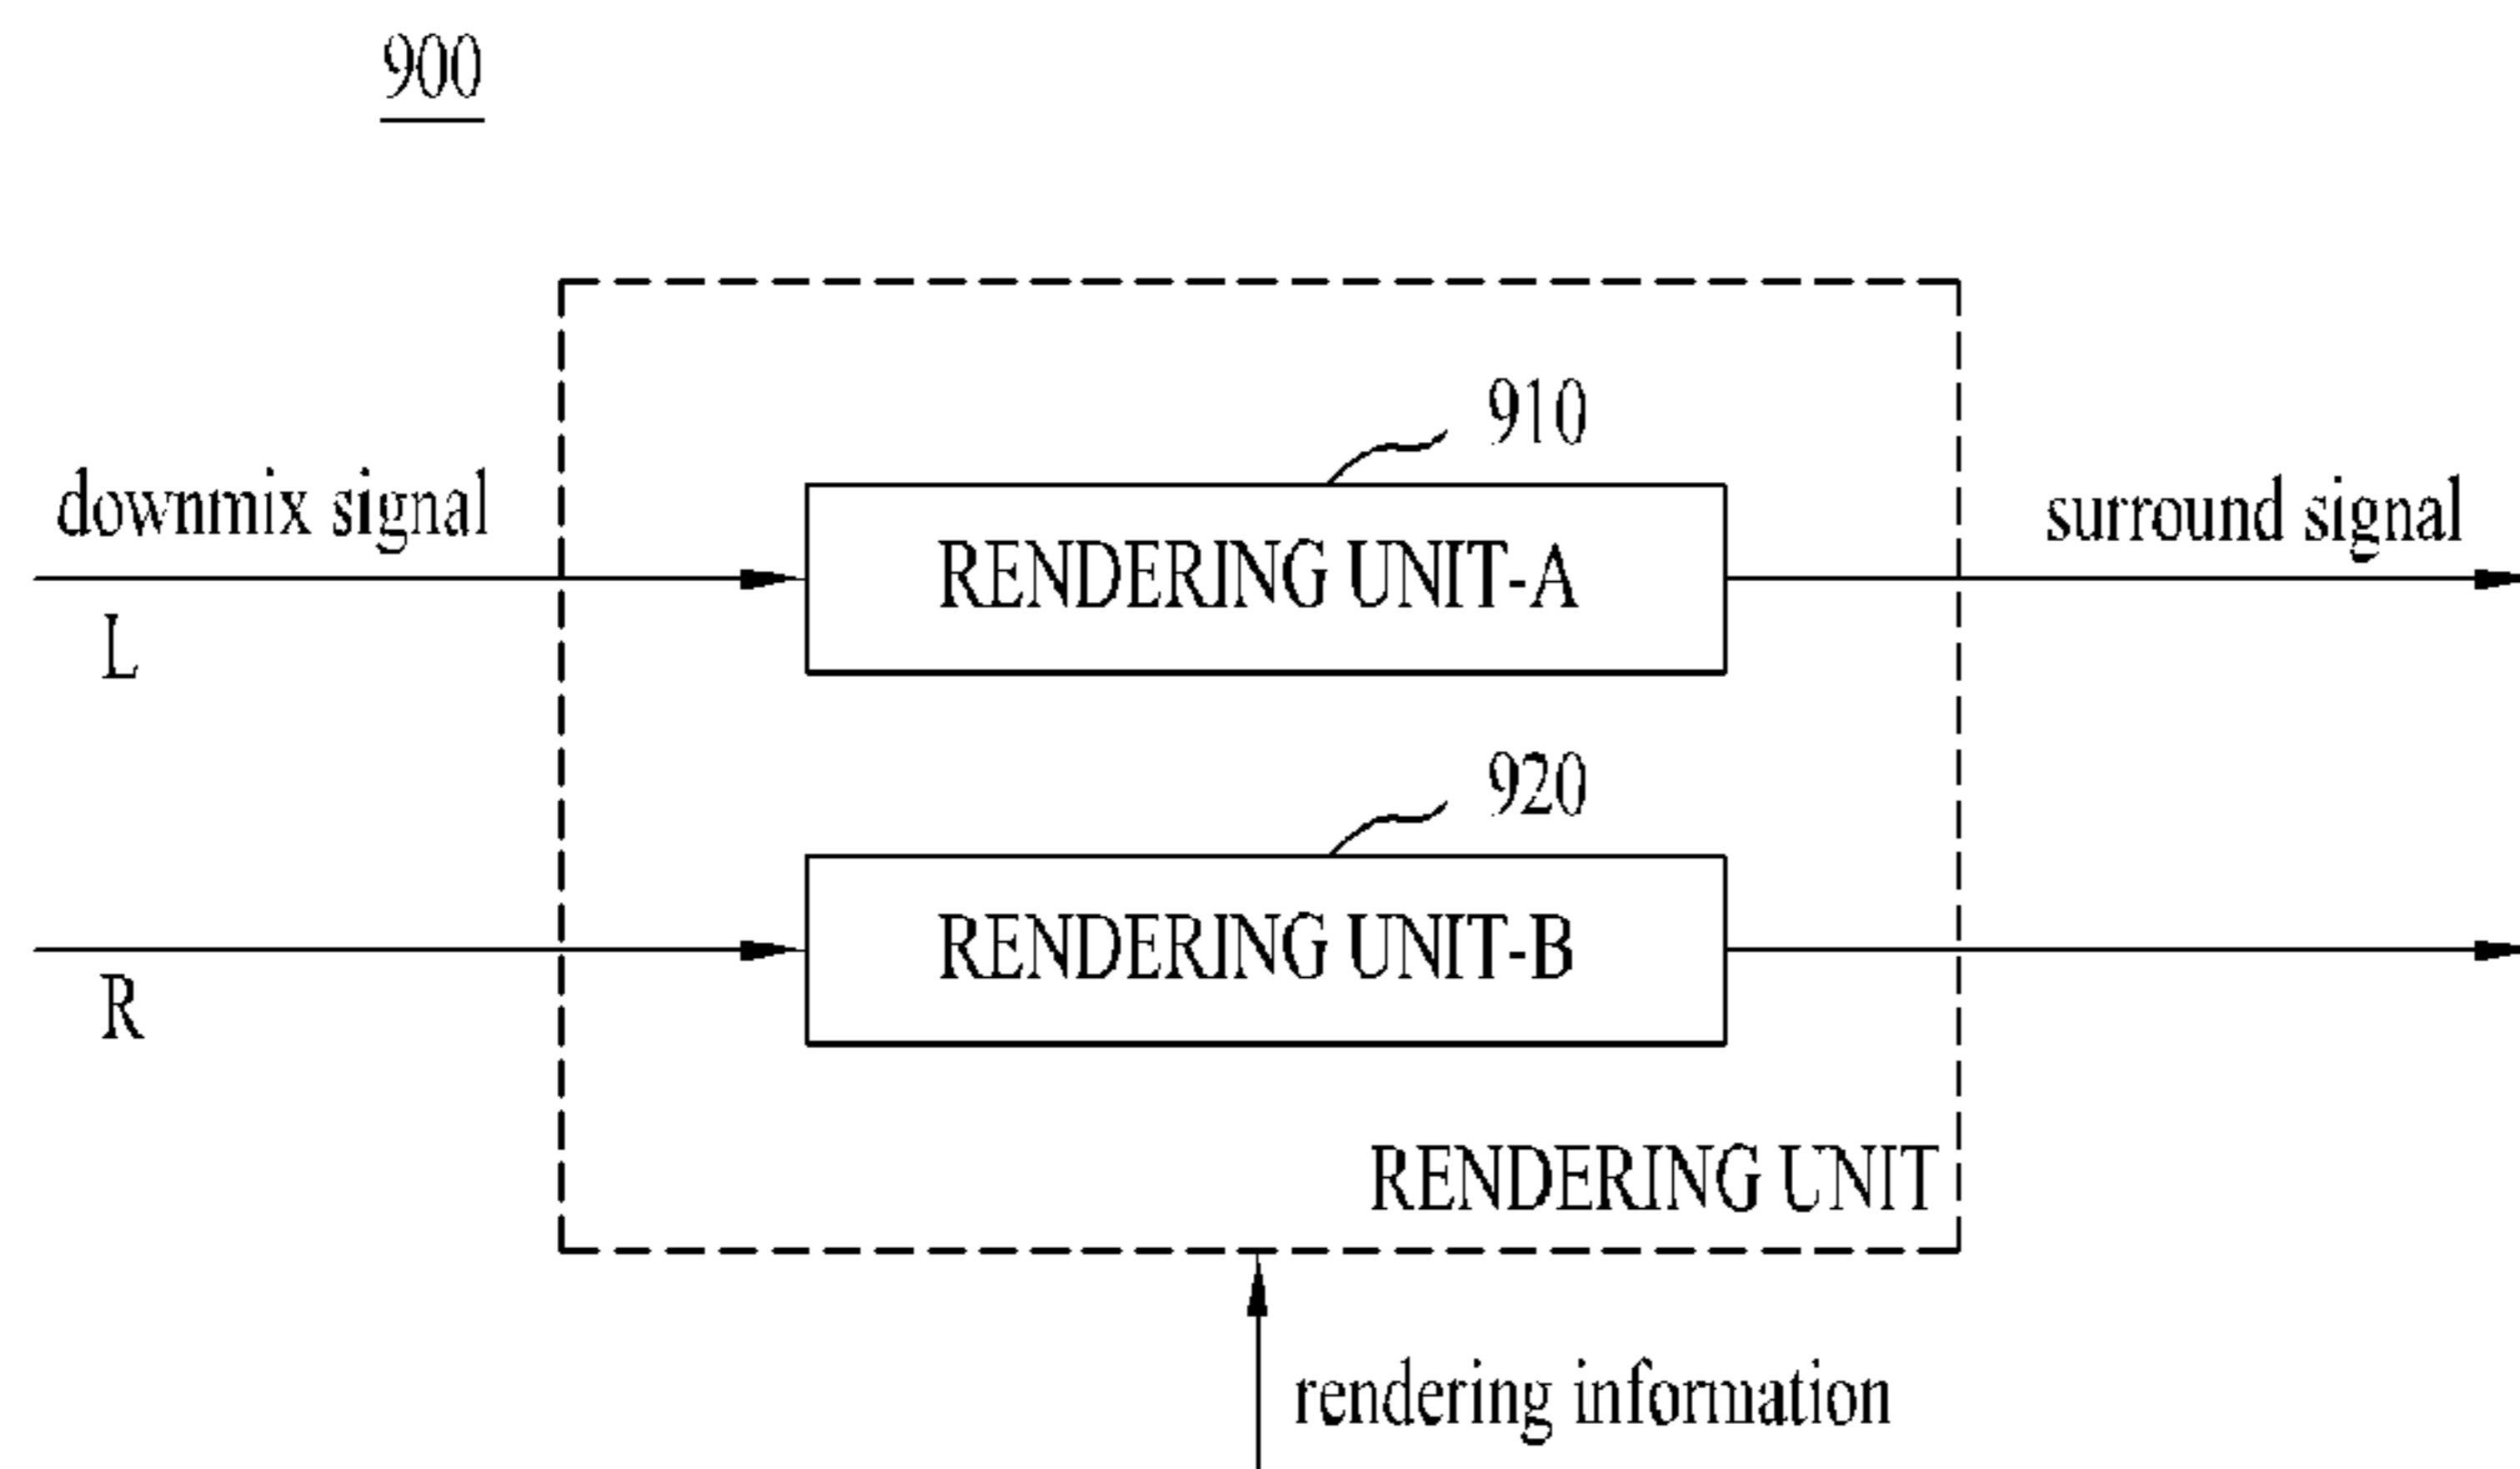 900
910
downmix signal
surround signal
RENDERING UNIT-A
L
920
RENDERING UNIT-B
R
RENDERING UNIT
rendering information